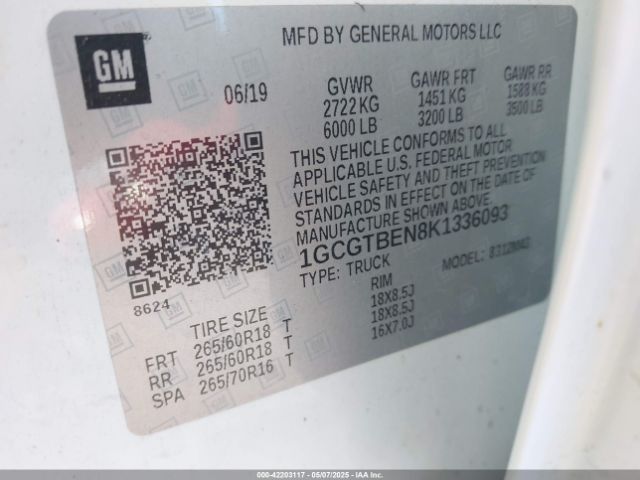 GM
MFD BY GENERAL MOTORS LLC
06/19
GVWR GAWR FRT GAWR RR
2722 KG 1451 KG 1588 KG
6000 LB 3200 LB 3500 LB
THIS VEHICLE CONFORMS TO ALL
APPLICABLE U.S. FEDERAL MOTOR
VEHICLE SAFETY AND THEFT PREVENTION
STANDARDS IN EFFECT ON THE DATE OF
MANUFACTURE SHOWN ABOVE.
1GCGTBEN8K1336093
TYPE: TRUCK MODEL:
8624
TIRE SIZE RIM
FRT 265/60R18 T 18X8.5J
RR 265/60R18 T 18X8.5J
SPA 265/70R16 T 16X7.0J
000-42203117 - 05/07/2025 - IAAI.COM